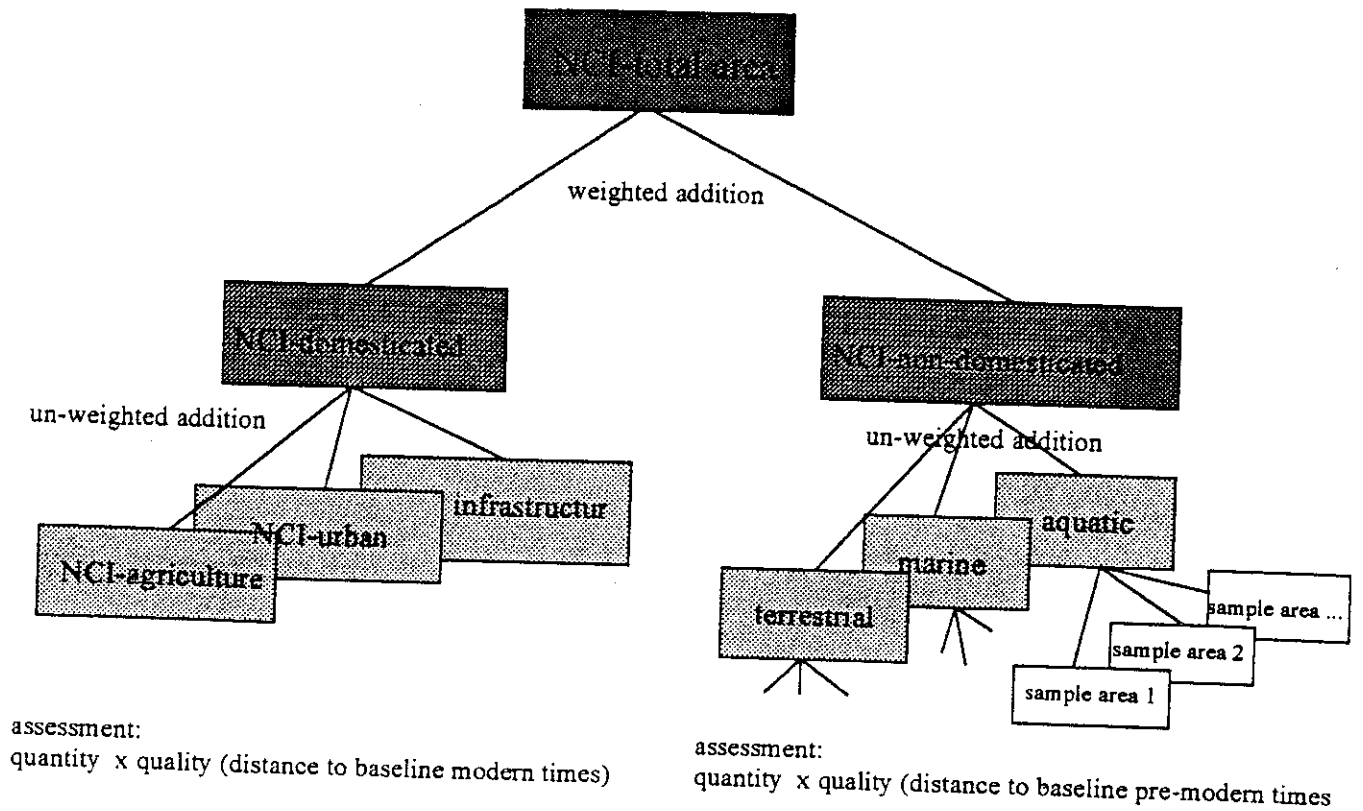 NCI-total area
weighted addition
NCI-domesticated
NCI-non-domesticated
un-weighted addition
un-weighted addition
infrastructur
NCI-urban
NCI-agriculture
aquatic
marine
terrestrial
sample area ...
sample area 2
sample area 1
assessment:
quantity x quality (distance to baseline modern times)
assessment:
quantity x quality (distance to baseline pre-modern times